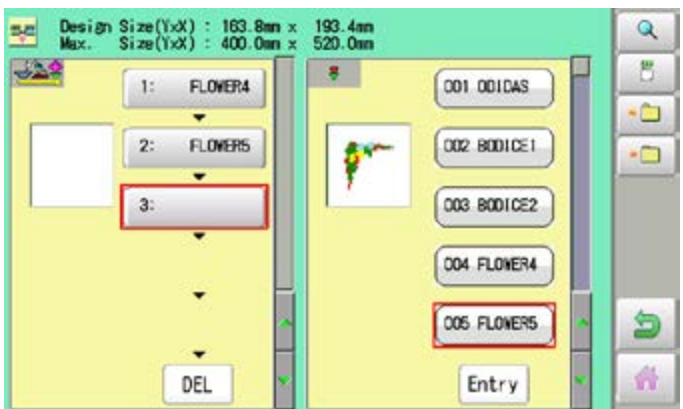 Design Size(YxX) : 163.8mm x 193.4mm
Max. Size(YxX) : 400.0mm x 520.0mm
1: FLOWER4
2: FLOWER5
3:
DEL
001 ODIDAS
002 BODICE1
003 BODICE2
004 FLOWER4
005 FLOWER5
Entry